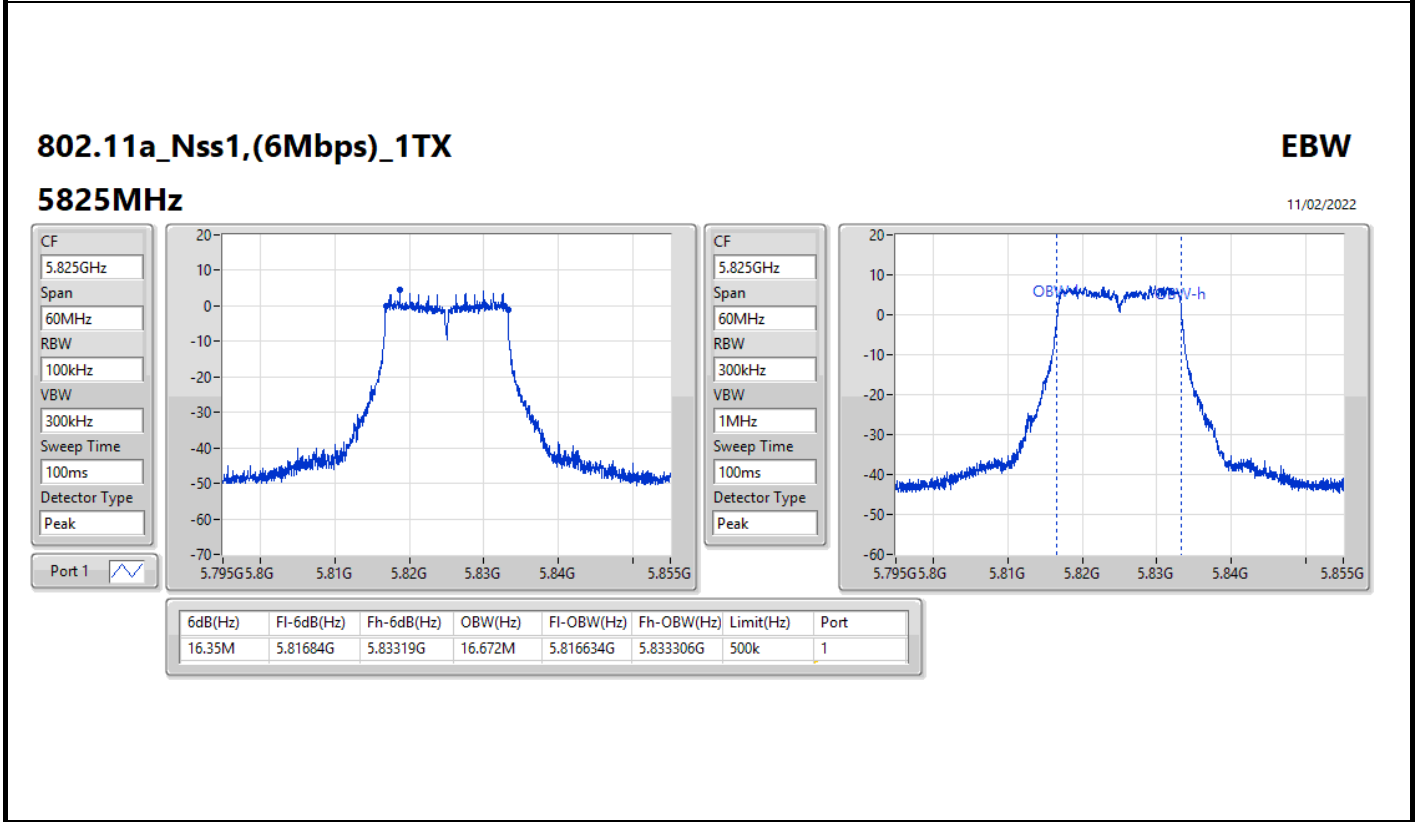 802.11a_Nss1,(6Mbps)_1TX
EBW
5825MHz
11/02/2022
CF
5.825GHz
Span
60MHz
RBW
100kHz
VBW
300kHz
Sweep Time
100ms
Detector Type
Peak
Port 1
20
10
0
-10
-20
-30
-40
-50
-60
-70
5.795G 5.8G 5.81G 5.82G 5.83G 5.84G 5.855G
CF
5.825GHz
Span
60MHz
RBW
300kHz
VBW
1MHz
Sweep Time
100ms
Detector Type
Peak
20
10
0
-10
-20
-30
-40
-50
-60
OBW-h
5.795G 5.8G 5.81G 5.82G 5.83G 5.84G 5.855G
6dB(Hz) Fl-6dB(Hz) Fh-6dB(Hz) OBW(Hz) Fl-OBW(Hz) Fh-OBW(Hz) Limit(Hz) Port
16.35M 5.81684G 5.83319G 16.672M 5.816634G 5.833306G 500k 1